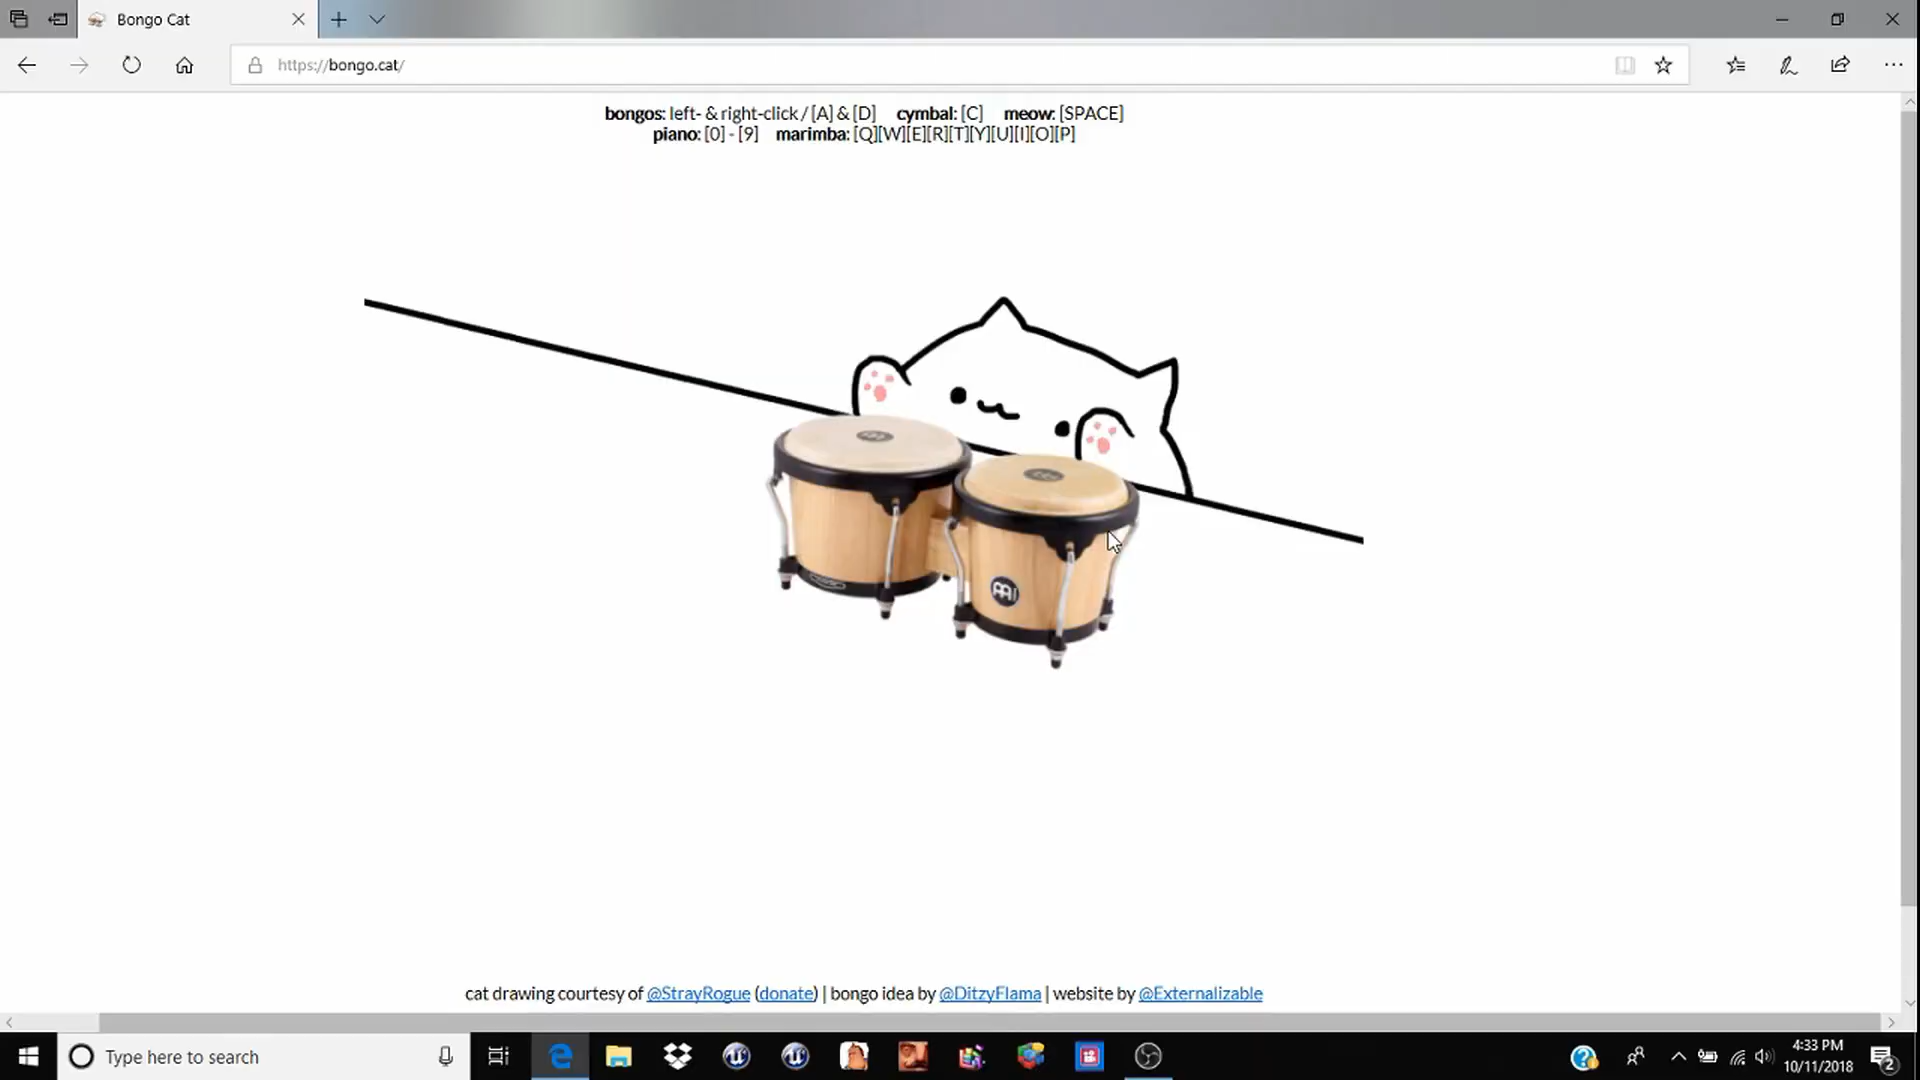 Bongo Cat
https://bongo.cat/
bongos: left- & right-click / [A] & [D] cymbal: [C] meow: [SPACE]
piano: [0] - [9] marimba: [Q][W][E][R][T][Y][U][I][O][P]
cat drawing courtesy of @StrayRogue (donate) | bongo idea by @DitzyFlama | website by @Externalizable
Type here to search
4:33 PM
10/11/2018
2